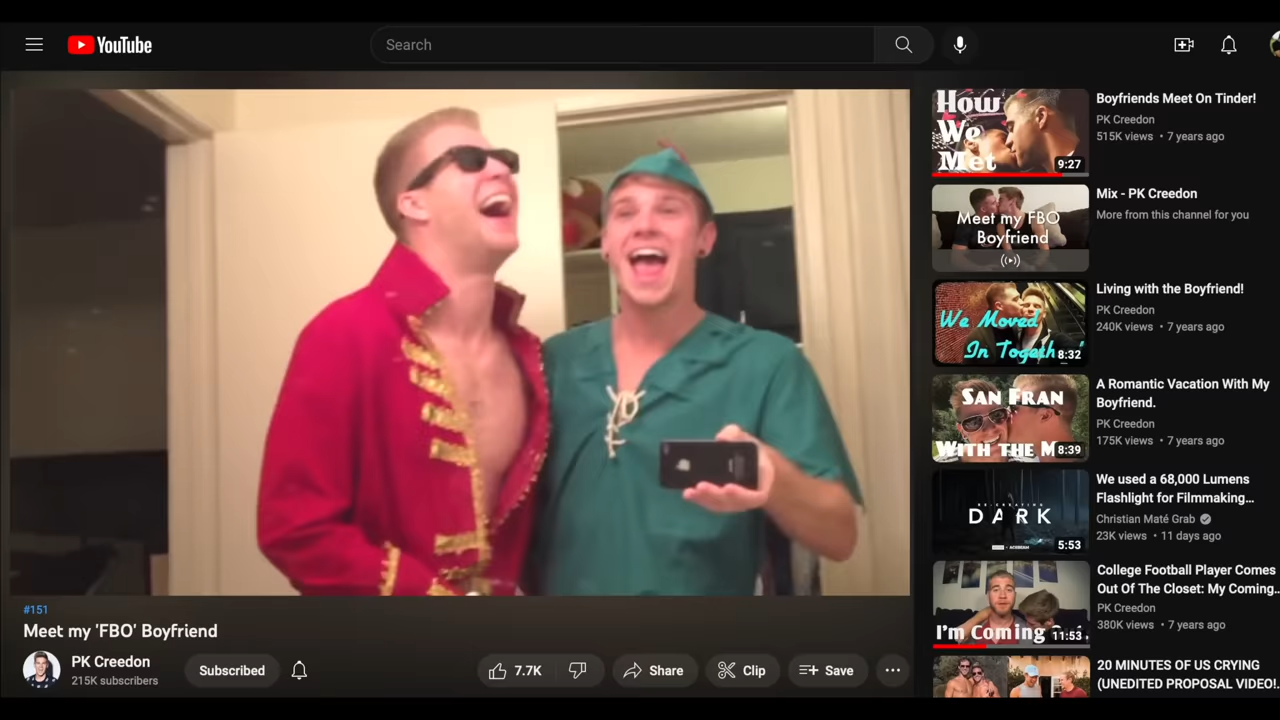 YouTube
Search
#151
Meet my 'FBO' Boyfriend
PK Creedon
215K subscribers
Subscribed
7.7K
Share
Clip
Save
How
We
Met
9:27
Boyfriends Meet On Tinder!
PK Creedon
515K views • 7 years ago
Meet my FBO
Boyfriend
Mix - PK Creedon
More from this channel for you
We Moved
In Togeth
8:32
Living with the Boyfriend!
PK Creedon
240K views • 7 years ago
San Fran
With the M
8:39
A Romantic Vacation With My
Boyfriend.
PK Creedon
175K views • 7 years ago
DARK
5:53
We used a 68,000 Lumens
Flashlight for Filmmaking…
Christian Maté Grab
23K views • 11 days ago
I'm Coming
11:53
College Football Player Comes
Out Of The Closet: My Coming…
PK Creedon
380K views • 7 years ago
20 MINUTES OF US CRYING
(UNEDITED PROPOSAL VIDEO!